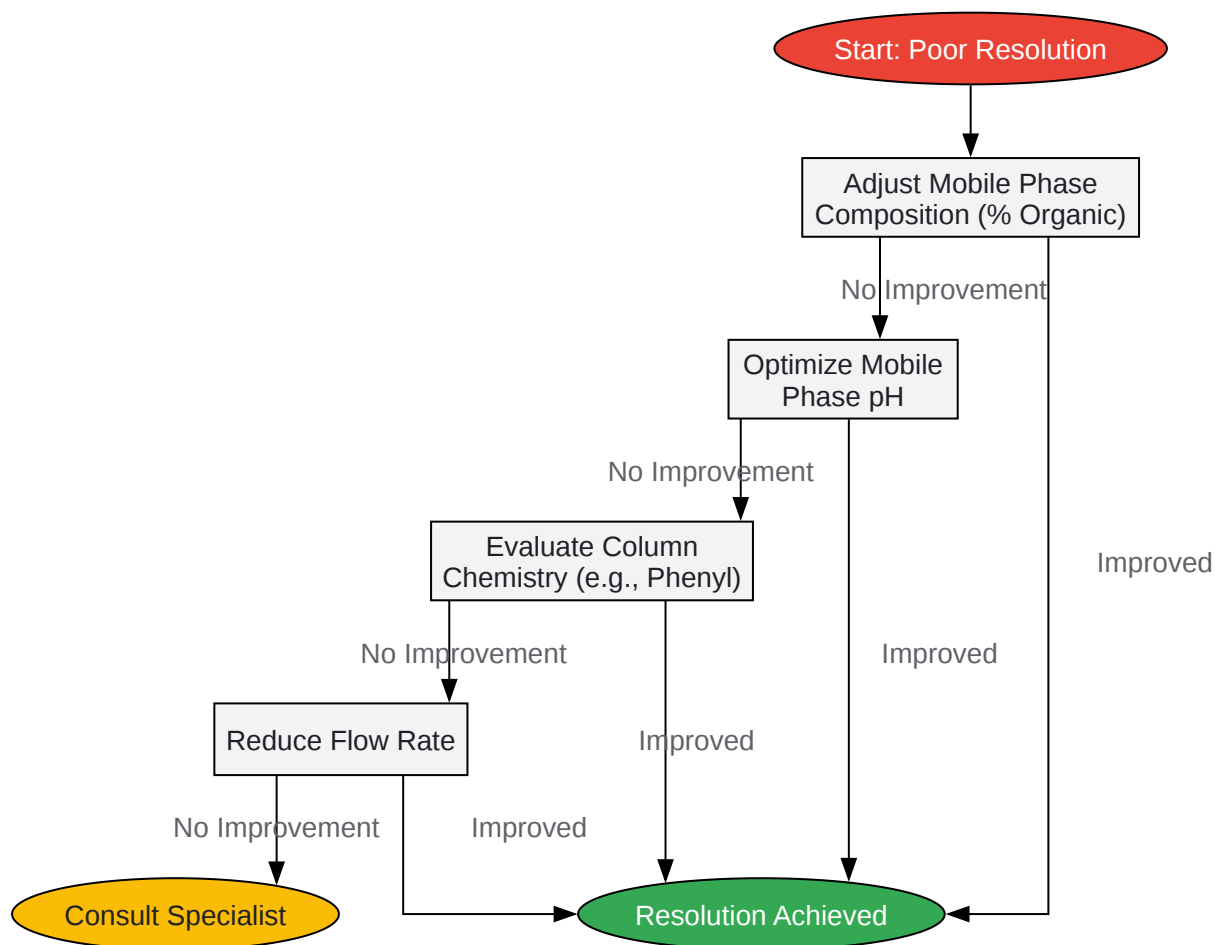 Start: Poor Resolution
Adjust Mobile Phase
Composition (% Organic)
No Improvement
Optimize Mobile
Phase pH
No Improvement
Evaluate Column
Chemistry (e.g., Phenyl)
Improved
No Improvement
Improved
Reduce Flow Rate
Improved
No Improvement
Improved
Consult Specialist
Resolution Achieved